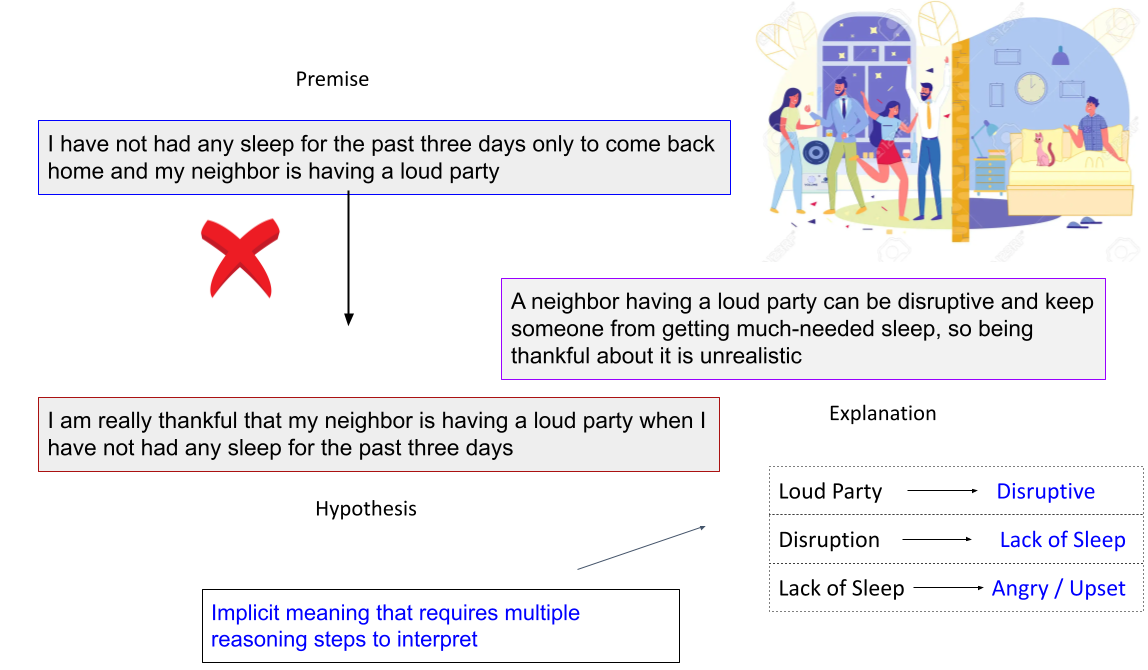 Premise
I have not had any sleep for the past three days only to come back
home and my neighbor is having a loud party
A neighbor having a loud party can be disruptive and keep
someone from getting much-needed sleep, so being
thankful about it is unrealistic
Explanation
I am really thankful that my neighbor is having a loud party when I
have not had any sleep for the past three days
Hypothesis
Loud Party Disruptive
Disruption Lack of Sleep
Lack of Sleep Angry / Upset
Implicit meaning that requires multiple
reasoning steps to interpret